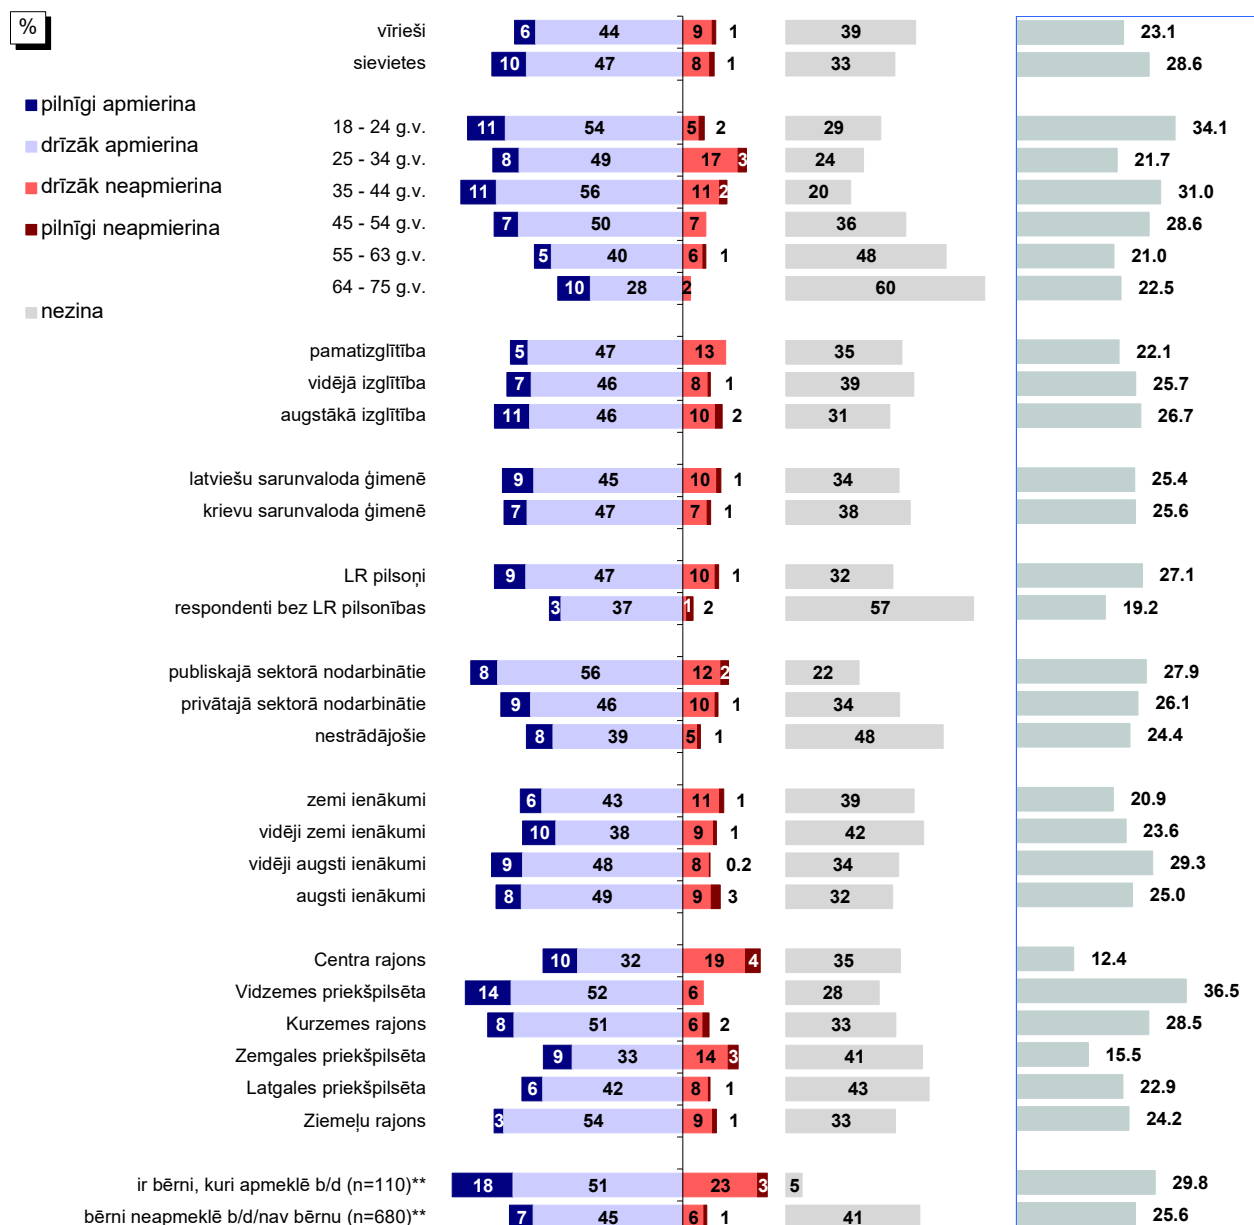 %
pilnīgi apmierina
drīzāk apmierina
drīzāk neapmierina
pilnīgi neapmierina
nezina
vīrieši 6 44 9 1 39 23.1
sievietes 10 47 8 1 33 28.6
18 - 24 g.v. 11 54 5 2 29 34.1
25 - 34 g.v. 8 49 17 3 24 21.7
35 - 44 g.v. 11 56 11 2 20 31.0
45 - 54 g.v. 7 50 7 36 28.6
55 - 63 g.v. 5 40 6 1 48 21.0
64 - 75 g.v. 10 28 2 60 22.5
pamatizglītība 5 47 13 35 22.1
vidējā izglītība 7 46 8 1 39 25.7
augstākā izglītība 11 46 10 2 31 26.7
latviešu sarunvaloda ģimenē 9 45 10 1 34 25.4
krievu sarunvaloda ģimenē 7 47 7 1 38 25.6
LR pilsoņi 9 47 10 1 32 27.1
respondenti bez LR pilsonības 3 37 1 2 57 19.2
publiskajā sektorā nodarbinātie 8 56 12 2 22 27.9
privātajā sektorā nodarbinātie 9 46 10 1 34 26.1
nestrādājošie 8 39 5 1 48 24.4
zemi ienākumi 6 43 11 1 39 20.9
vidēji zemi ienākumi 10 38 9 1 42 23.6
vidēji augsti ienākumi 9 48 8 0.2 34 29.3
augsti ienākumi 8 49 9 3 32 25.0
Centra rajons 10 32 19 4 35 12.4
Vidzemes priekšpilsēta 14 52 6 28 36.5
Kurzemes rajons 8 51 6 2 33 28.5
Zemgales priekšpilsēta 9 33 14 3 41 15.5
Latgales priekšpilsēta 6 42 8 1 43 22.9
Ziemeļu rajons 3 54 9 1 33 24.2
ir bērni, kuri apmeklē b/d (n=110)** 18 51 23 3 5 29.8
bērni neapmeklē b/d/nav bērnu (n=680)** 7 45 6 1 41 25.6